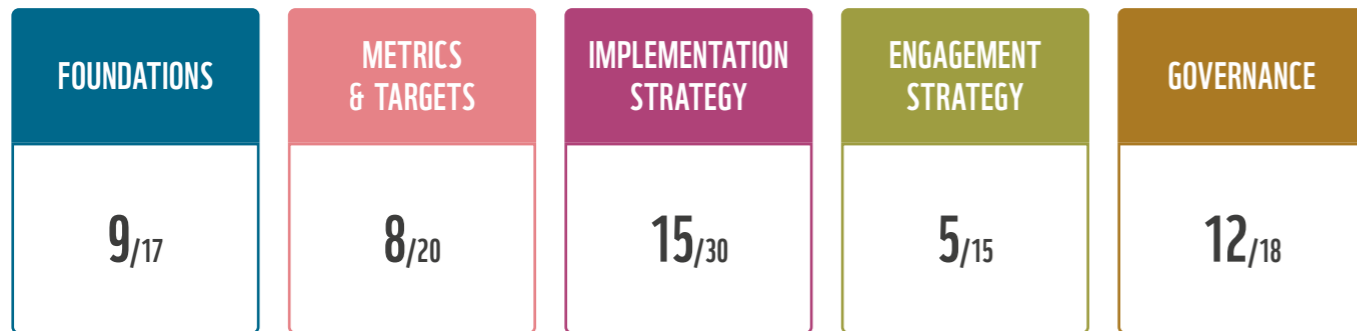 FOUNDATIONS
9/17
METRICS
& TARGETS
8/20
IMPLEMENTATION
STRATEGY
15/30
ENGAGEMENT
STRATEGY
5/15
GOVERNANCE
12/18